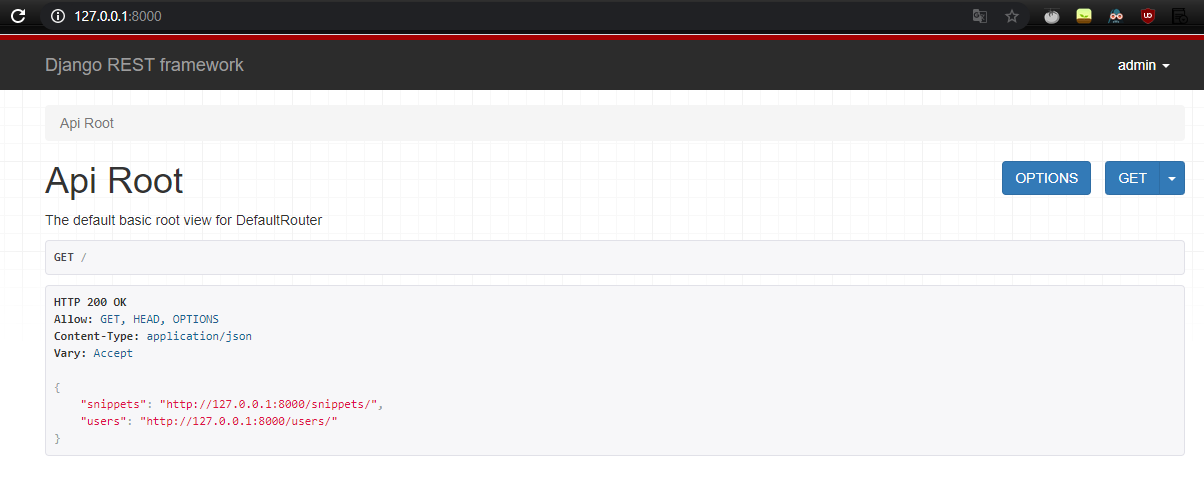 127.0.0.1:8000
Django REST framework
admin
Api Root
Api Root
OPTIONS
GET
The default basic root view for DefaultRouter
GET /
HTTP 200 OK
Allow: GET, HEAD, OPTIONS
Content-Type: application/json
Vary: Accept
{
    "snippets": "http://127.0.0.1:8000/snippets/",
    "users": "http://127.0.0.1:8000/users/"
}